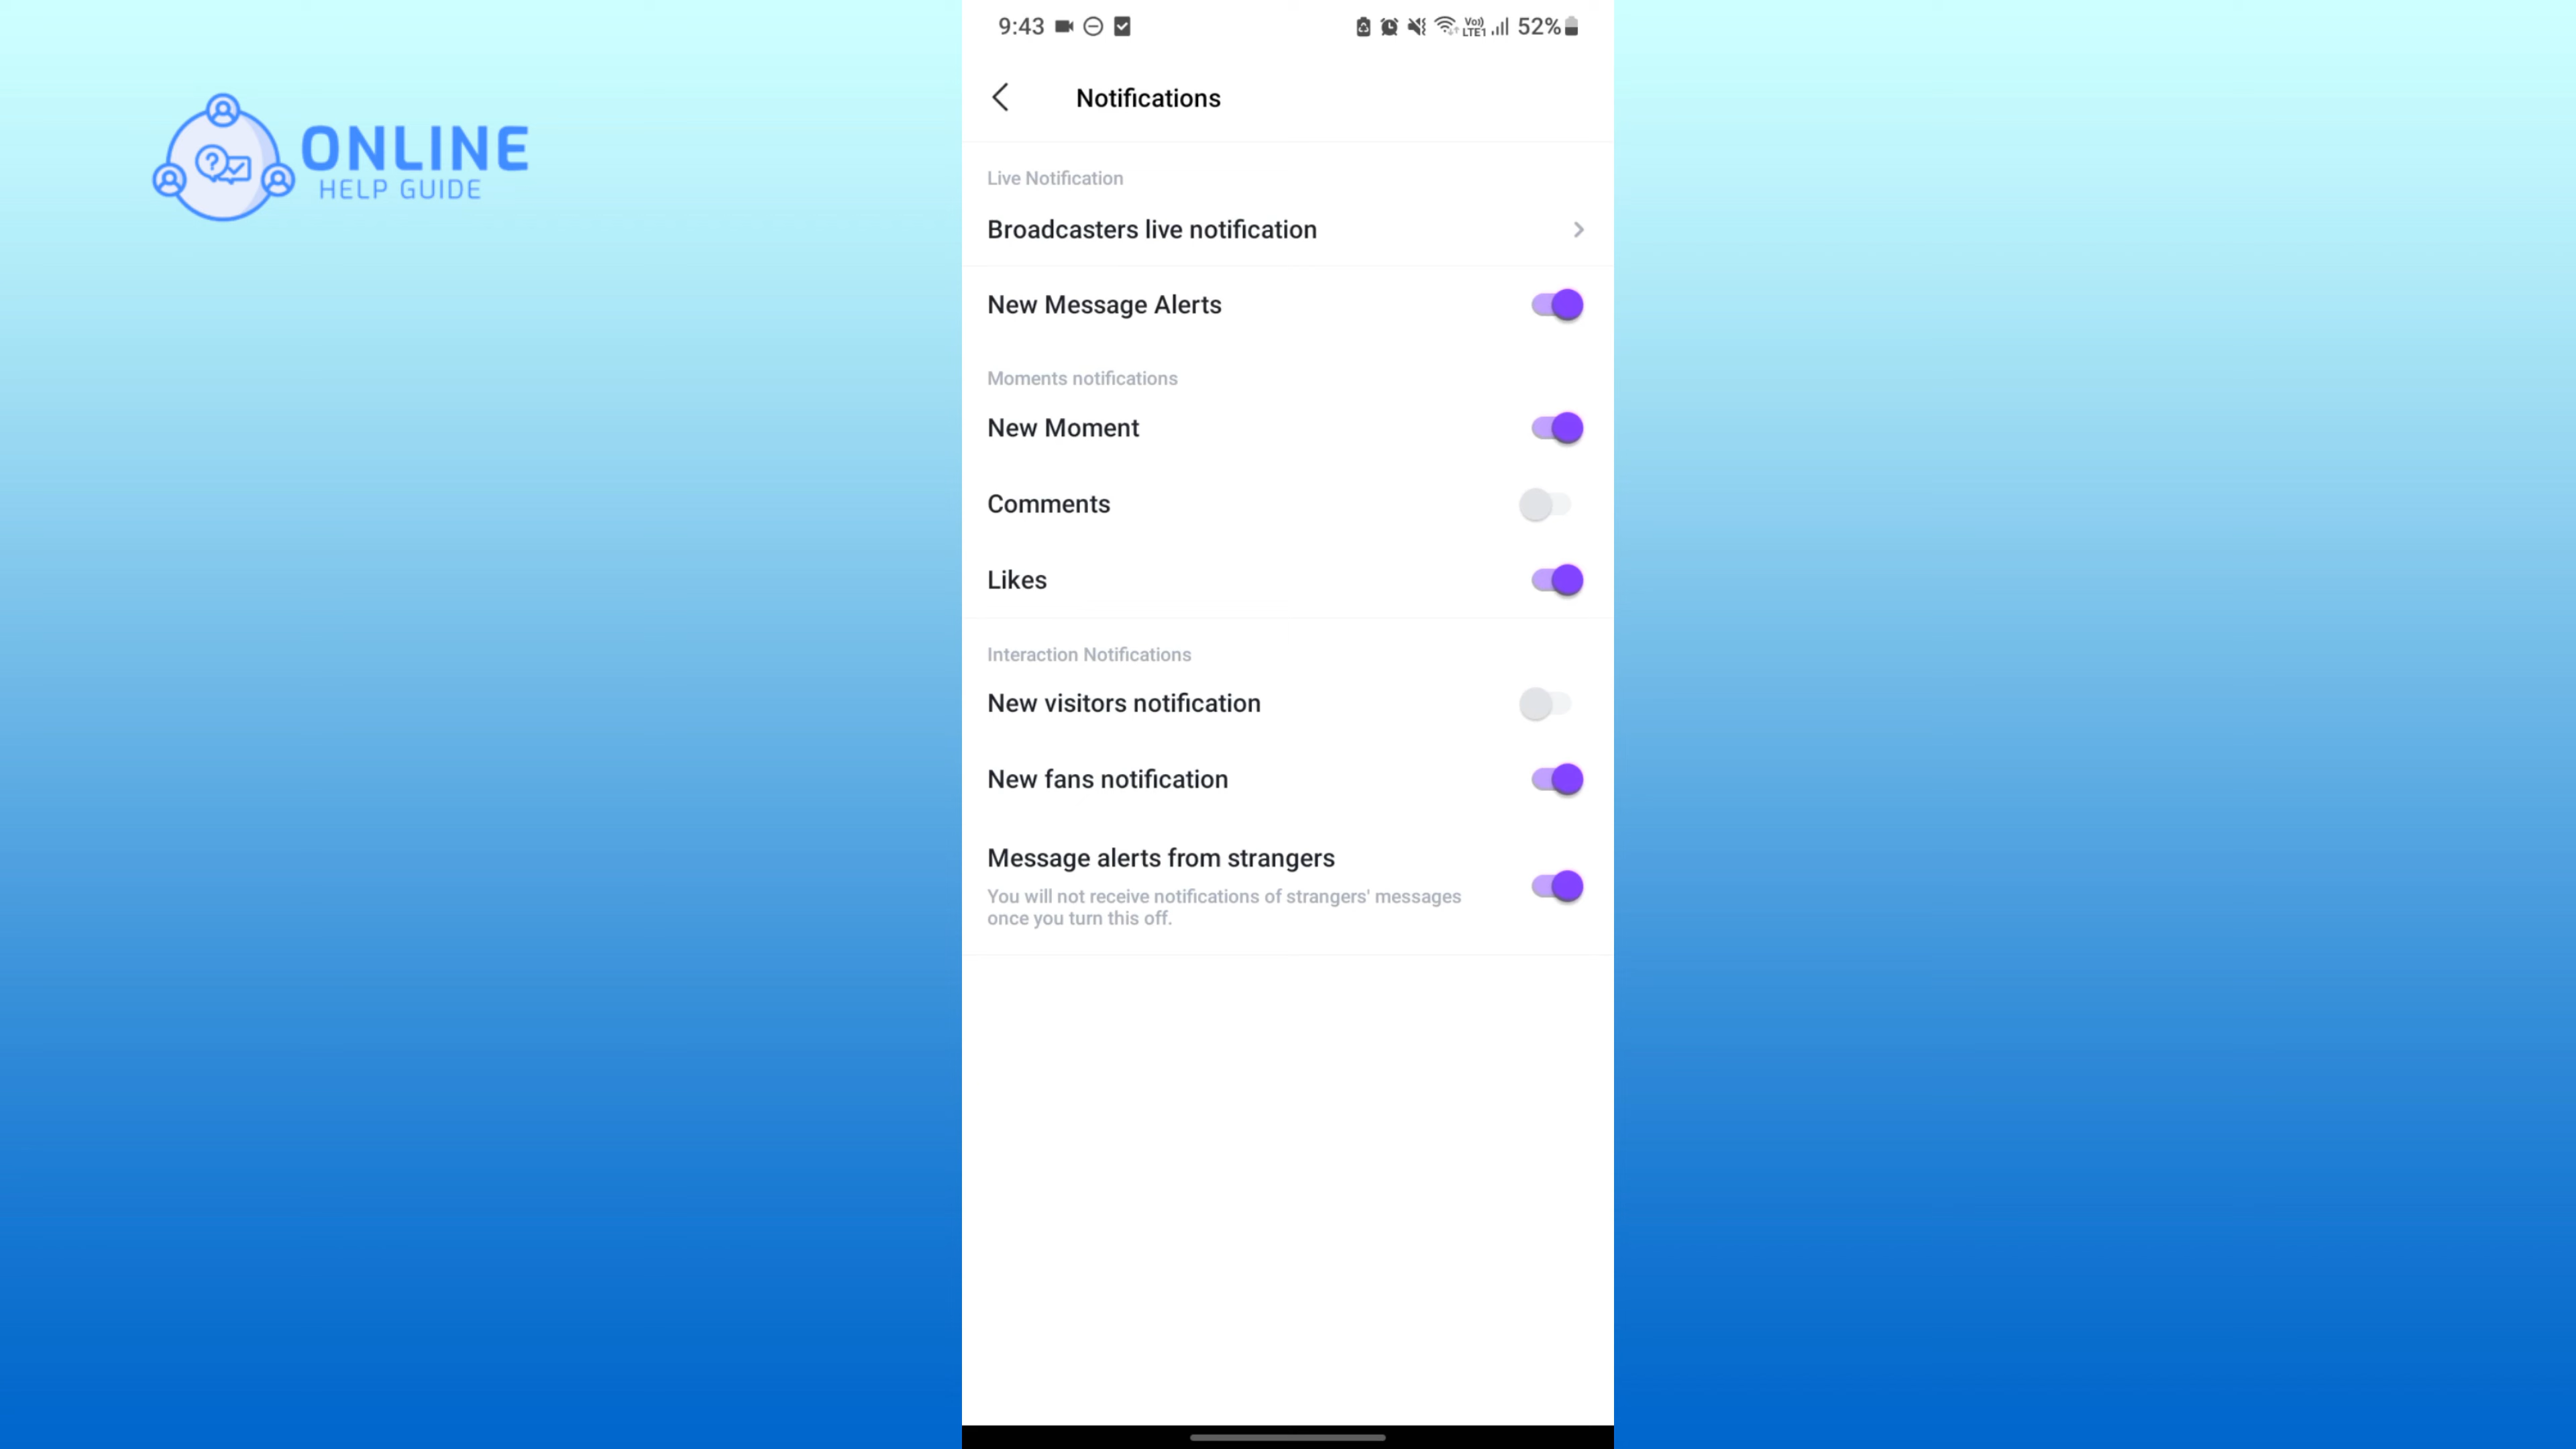 ONLINE
HELP GUIDE
9:43
Vo))
LTE1
52%
Notifications
Live Notification
Broadcasters live notification
New Message Alerts
Moments notifications
New Moment
Comments
Likes
Interaction Notifications
New visitors notification
New fans notification
Message alerts from strangers
You will not receive notifications of strangers' messages
once you turn this off.